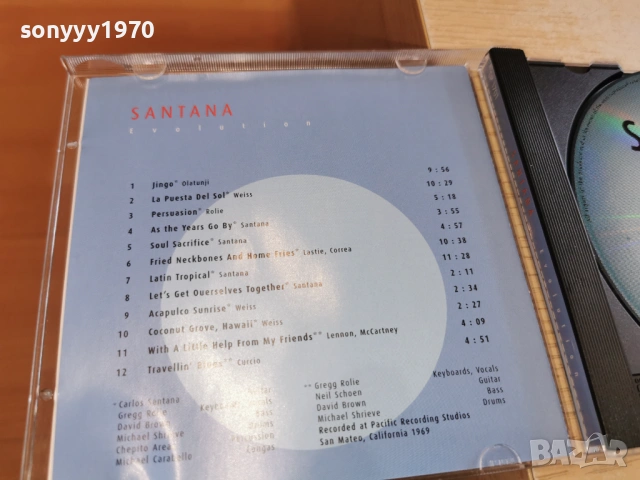 sonyyy1970
SANTANA
Evolution
1 Jingo* Olatunji 9 : 56
2 La Puesta Del Sol* Weiss 10 : 29
3 Persuasion* Rolie 5 : 18
4 As the Years Go By* Santana 3 : 55
5 Soul Sacrifice* Santana 4 : 57
6 Fried Neckbones And Home Fries* Lastie, Correa 10 : 38
7 Latin Tropical* Santana 11 : 28
8 Let's Get Ouerselves Together* Santana 2 : 11
9 Acapulco Sunrise* Weiss 2 : 34
10 Coconut Grove, Hawaii* Weiss 2 : 27
11 With A Little Help From My Friends** Lennon, McCartney 4 : 09
12 Travellin' Blues** Curcio 4 : 51
* Carlos Santana Guitar
Gregg Rolie Keyboards, Vocals
David Brown Bass
Michael Shrieve Drums
Chepito Areas Percussion
Michael Carabello Congas
** Gregg Rolie Keyboards, Vocals
Neil Schoen Guitar
David Brown Bass
Michael Shrieve Drums
Recorded at Pacific Recording Studios
San Mateo, California 1969
S
BAZAR